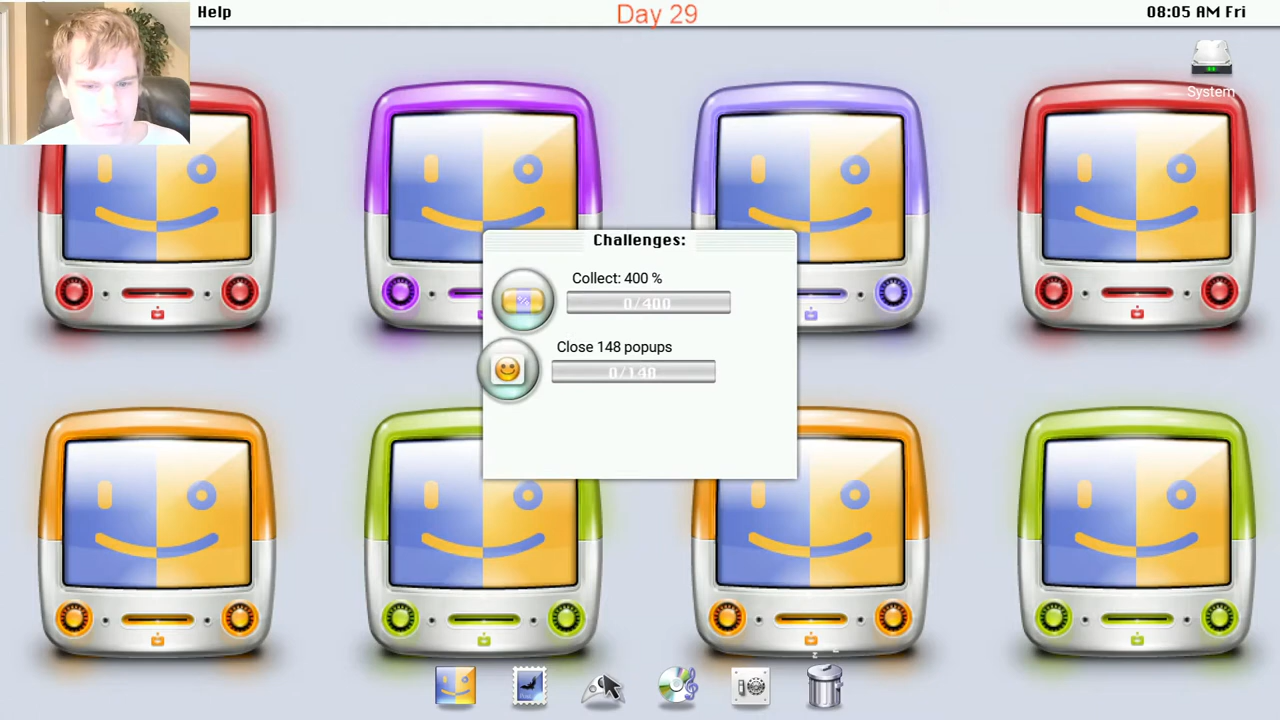 Help
Day 29
08:05 AM Fri
System
Challenges:
Collect: 400 %
0/400
Close 148 popups
0/148